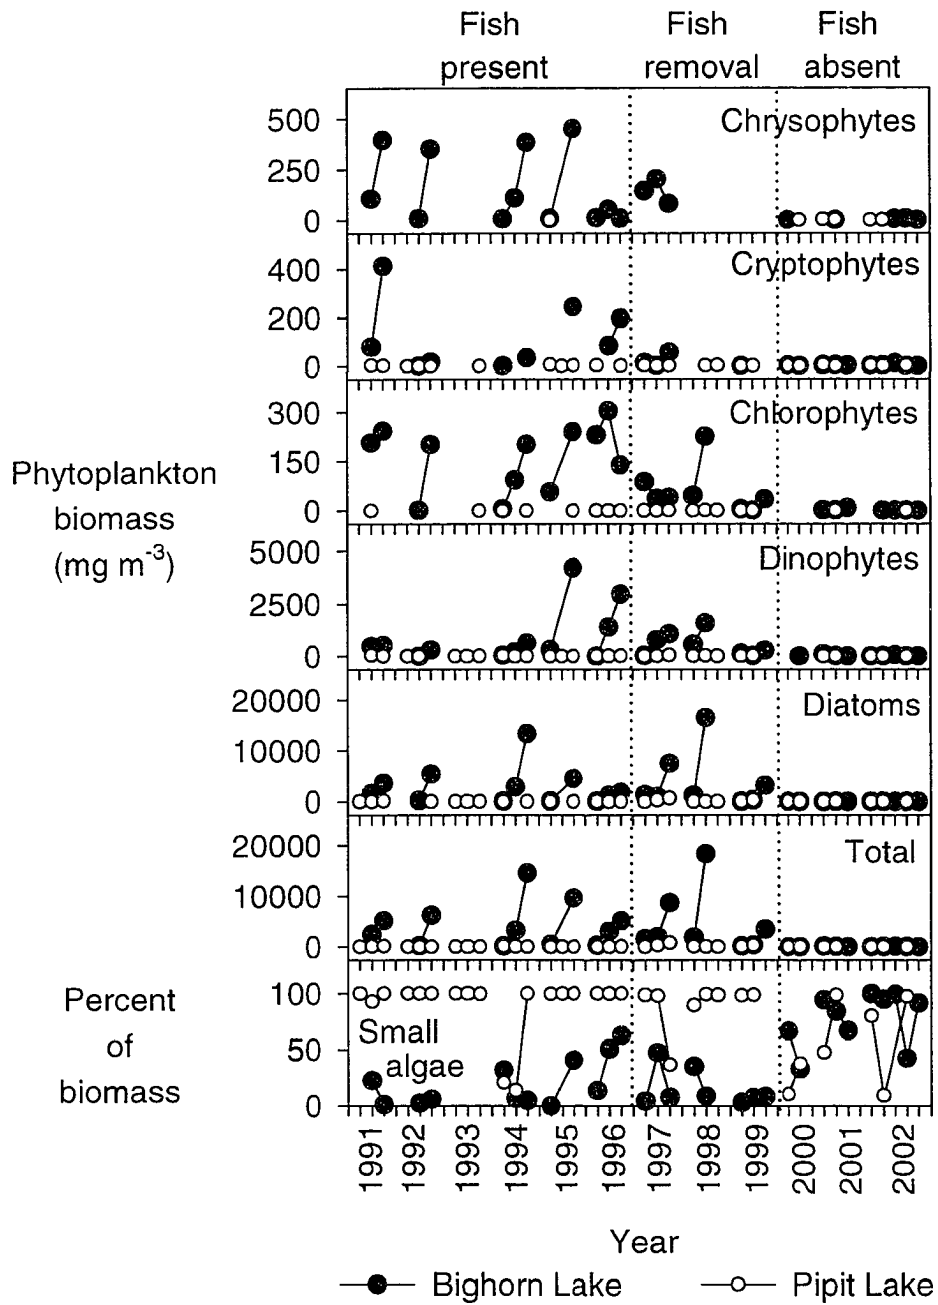 Fish Fish Fish
present removal absent
Chrysophytes
500
250
0
Cryptophytes
400
200
0
Chlorophytes
300
150
0
Phytoplankton
biomass
(mg m-3)
Dinophytes
5000
2500
0
Diatoms
20000
10000
0
Total
20000
10000
0
Percent
of
biomass
100
50
0
Small
algae
1991 1992 1993 1994 1995 1996 1997 1998 1999 2000 2001 2002
Year
Bighorn Lake Pipit Lake